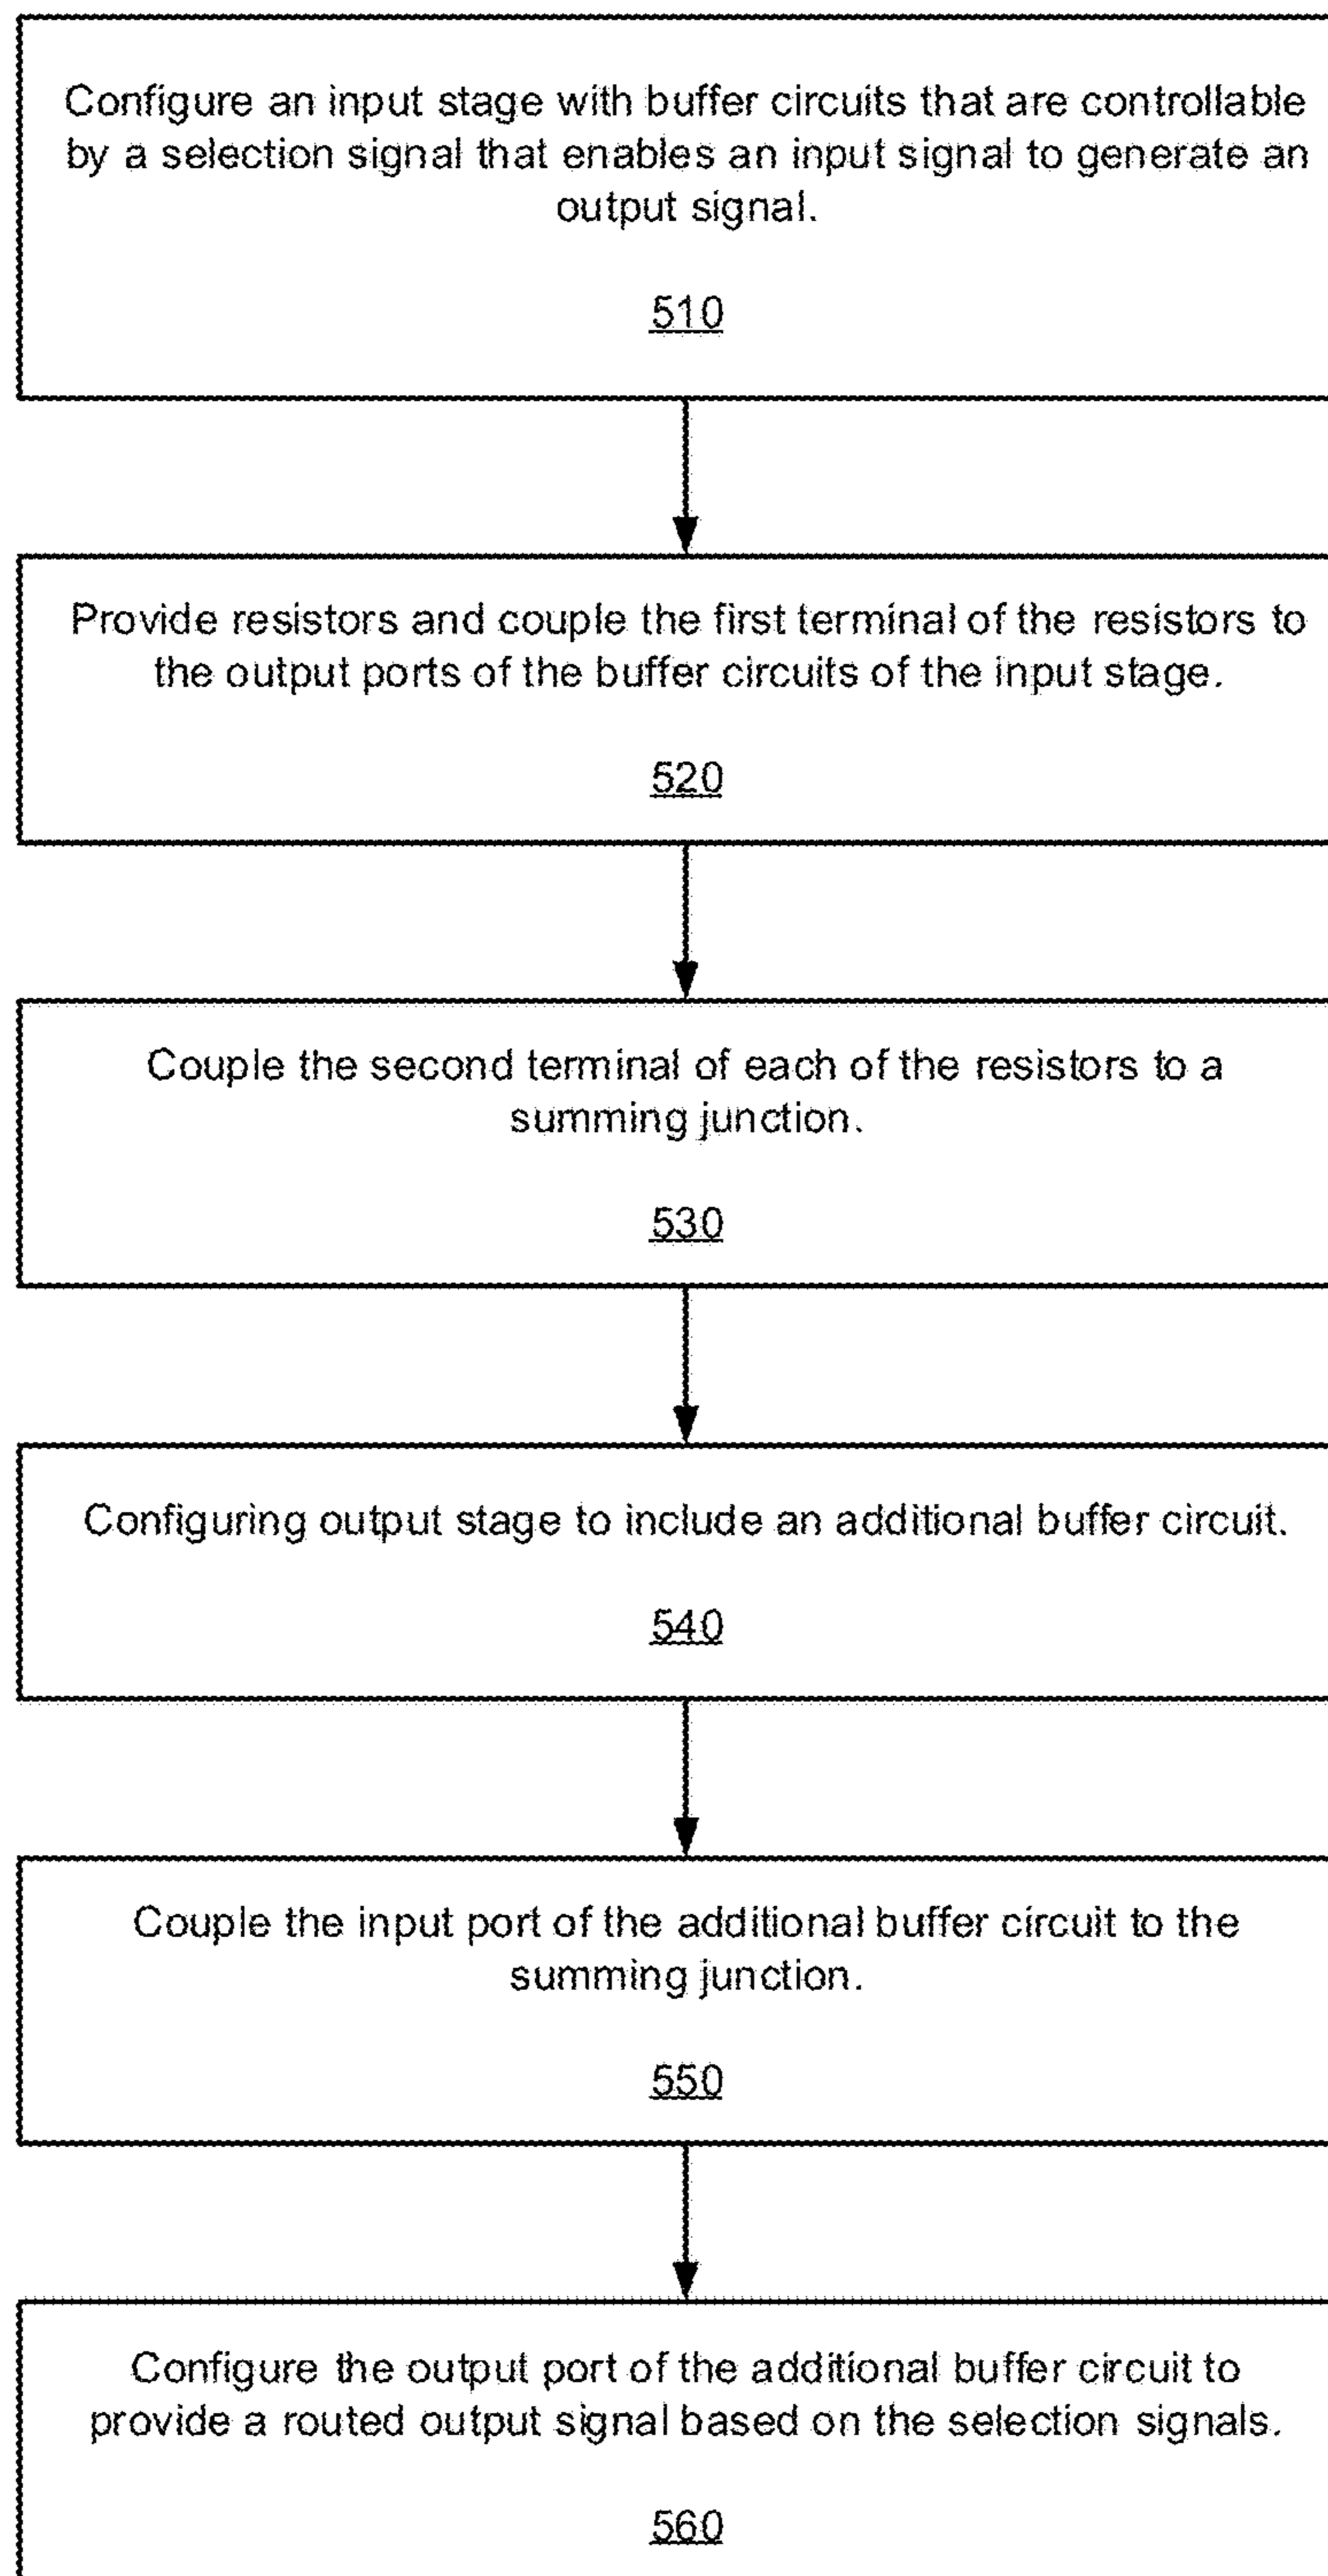 Configure an input stage with buffer circuits that are controllable
by a selection signal that enables an input signal to generate an
output signal.
510
Provide resistors and couple the first terminal of the resistors to
the output ports of the buffer circuits of the input stage.
520
Couple the second terminal of each of the resistors to a
summing junction.
530
Configuring output stage to include an additional buffer circuit.
540
Couple the input port of the additional buffer circuit to the
summing junction.
550
Configure the output port of the additional buffer circuit to
provide a routed output signal based on the selection signals.
560